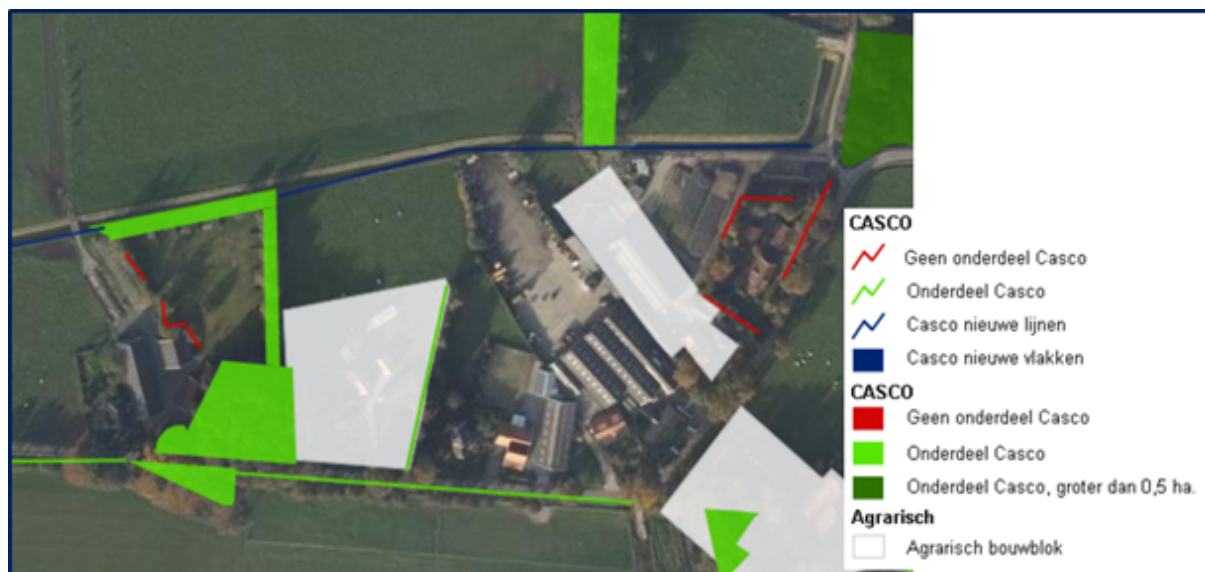 CASCO
Geen onderdeel Casco
Onderdeel Casco
Casco nieuwe lijnen
Casco nieuwe vlakken
CASCO
Geen onderdeel Casco
Onderdeel Casco
Onderdeel Casco, groter dan 0,5 ha.
Agrarisch
Agrarisch bouwblok